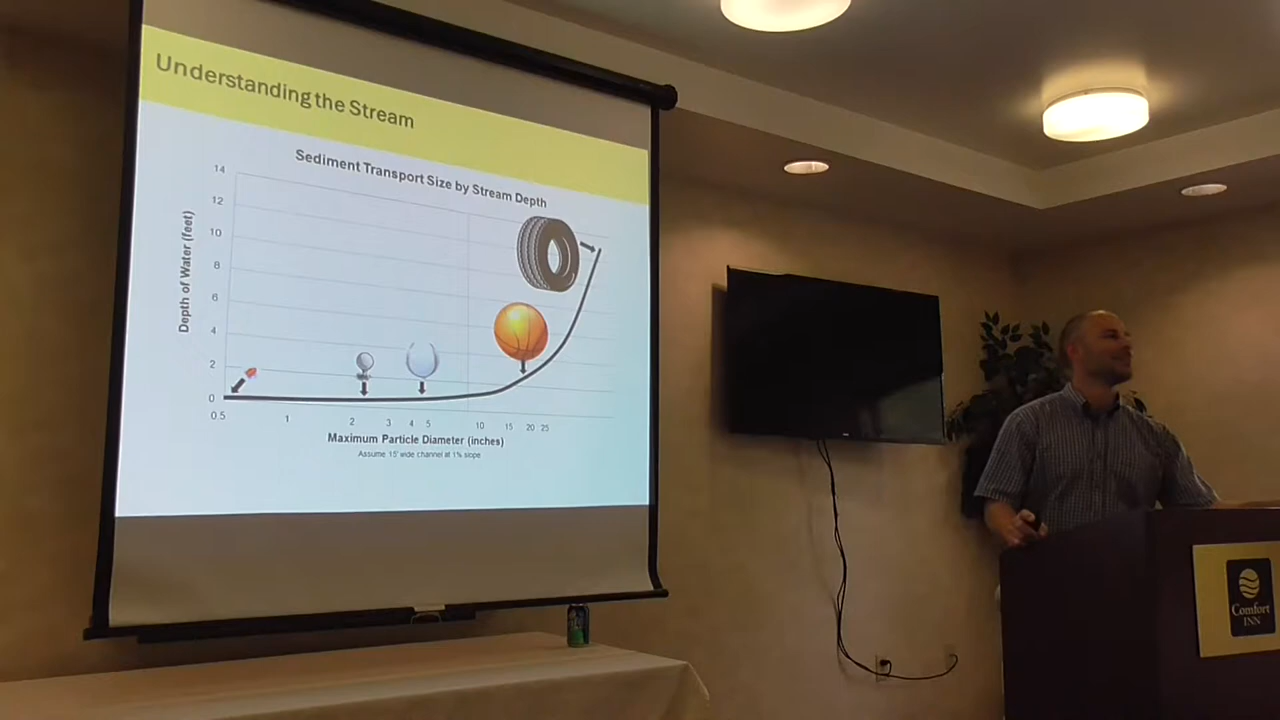 Understanding the Stream
Sediment Transport Size by Stream Depth
14
12
10
8
6
4
2
0
Depth of Water (feet)
0.5 1 2 3 4 5 10 15 20 25
Maximum Particle Diameter (inches)
Assume 15' wide channel at 1% slope
Comfort
INN